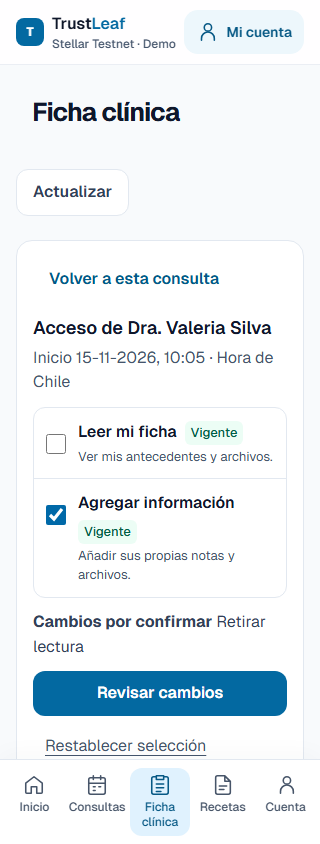 T
TrustLeaf
Stellar Testnet · Demo
Mi cuenta
Ficha clínica
Actualizar
Volver a esta consulta
Acceso de Dra. Valeria Silva
Inicio 15-11-2026, 10:05 · Hora de
Chile
Leer mi ficha Vigente
Ver mis antecedentes y archivos.
Agregar información
Vigente
Añadir sus propias notas y
archivos.
Cambios por confirmar Retirar
lectura
Revisar cambios
Restablecer selección
Inicio
Consultas
Ficha
clínica
Recetas
Cuenta